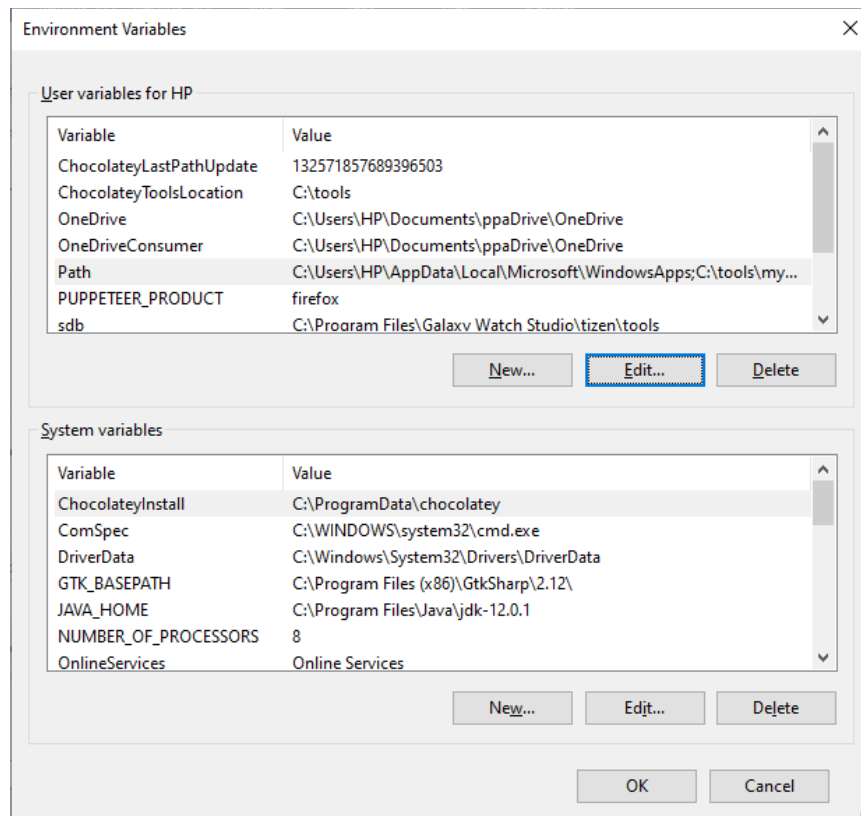 Environment Variables
User variables for HP
Variable Value
ChocolateyLastPathUpdate 132571857689396503
ChocolateyToolsLocation C:\tools
OneDrive C:\Users\HP\Documents\ppaDrive\OneDrive
OneDriveConsumer C:\Users\HP\Documents\ppaDrive\OneDrive
Path C:\Users\HP\AppData\Local\Microsoft\WindowsApps;C:\tools\my...
PUPPETEER_PRODUCT firefox
sdb C:\Program Files\Galaxy Watch Studio\tizen\tools
New... Edit... Delete
System variables
Variable Value
ChocolateyInstall C:\ProgramData\chocolatey
ComSpec C:\WINDOWS\system32\cmd.exe
DriverData C:\Windows\System32\Drivers\DriverData
GTK_BASEPATH C:\Program Files (x86)\GtkSharp\2.12\
JAVA_HOME C:\Program Files\Java\jdk-12.0.1
NUMBER_OF_PROCESSORS 8
OnlineServices Online Services
New... Edit... Delete
OK Cancel